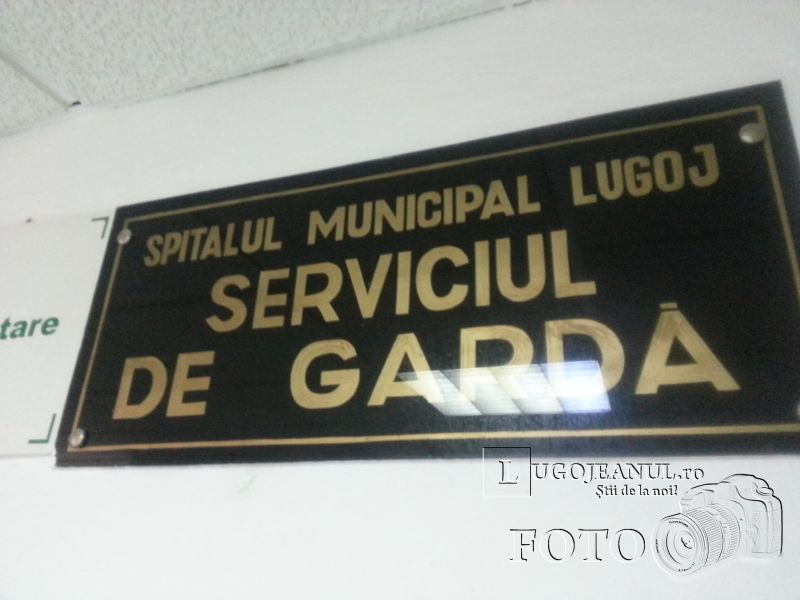 SPITALUL MUNICIPAL LUGOJ
SERVICIUL
DE GARDĂ
tare
LUGOJEANUL.ro
Știi de la noi!
FOTO